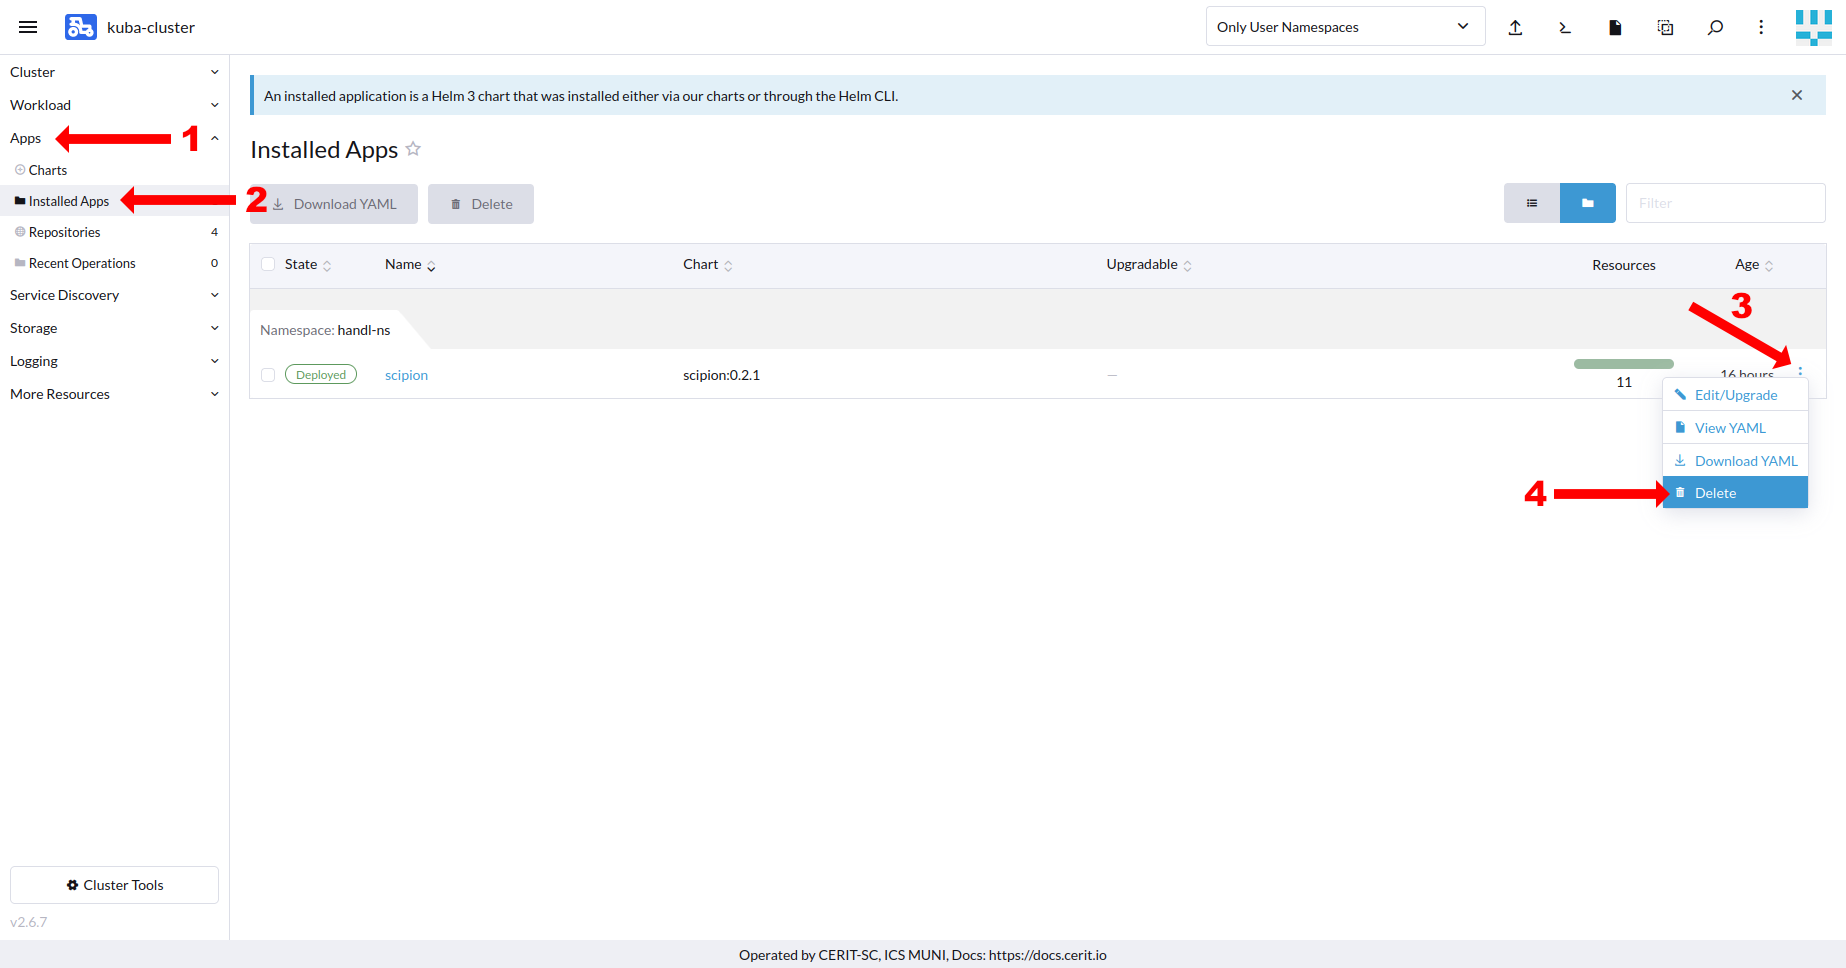 kuba-cluster
Only User Namespaces
Cluster
Workload
Apps
1
Charts
Installed Apps
2
Repositories 4
Recent Operations 0
Service Discovery
Storage
Logging
More Resources
Cluster Tools
v2.6.7
An installed application is a Helm 3 chart that was installed either via our charts or through the Helm CLI.
Installed Apps
Download YAML Delete
Filter
State Name Chart Upgradable Resources Age
3
Namespace: handl-ns
Deployed scipion scipion:0.2.1 — 11 16 hours
Edit/Upgrade
View YAML
Download YAML
4
Delete
Operated by CERIT-SC, ICS MUNI, Docs: https://docs.cerit.io